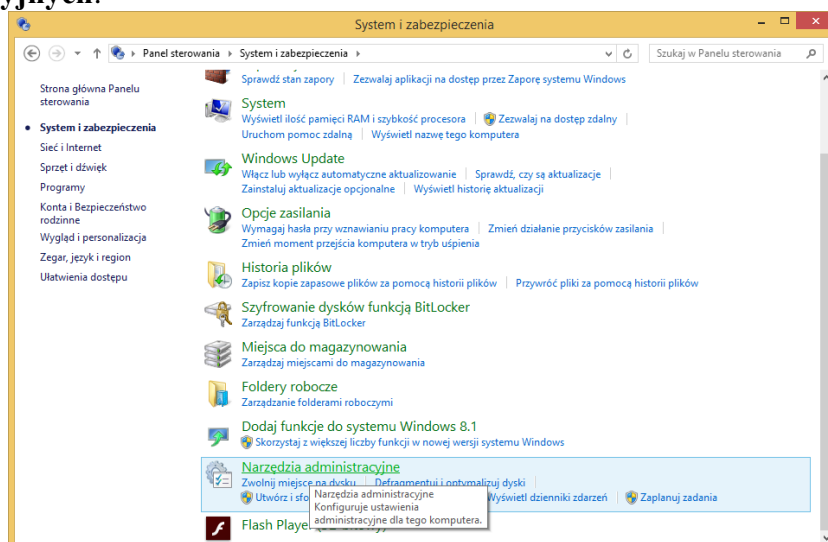 yjnych.
System i zabezpieczenia
Panel sterowania System i zabezpieczenia
Szukaj w Panelu sterowania
Strona główna Panelu
sterowania
System i zabezpieczenia
Sieć i Internet
Sprzęt i dźwięk
Programy
Konta i Bezpieczeństwo
rodzinne
Wygląd i personalizacja
Zegar, język i region
Ułatwienia dostępu
Sprawdź stan zapory Zezwalaj aplikacji na dostęp przez Zaporę systemu Windows
System
Wyświetl ilość pamięci RAM i szybkość procesora Zezwalaj na dostęp zdalny
Uruchom pomoc zdalną Wyświetl nazwę tego komputera
Windows Update
Włącz lub wyłącz automatyczne aktualizowanie Sprawdź, czy są aktualizacje
Zainstaluj aktualizacje opcjonalne Wyświetl historię aktualizacji
Opcje zasilania
Wymagaj hasła przy wznawianiu pracy komputera Zmień działanie przycisków zasilania
Zmień moment przejścia komputera w tryb uśpienia
Historia plików
Zapisz kopie zapasowe plików za pomocą historii plików Przywróć pliki za pomocą historii plików
Szyfrowanie dysków funkcją BitLocker
Zarządzaj funkcją BitLocker
Miejsca do magazynowania
Zarządzaj miejscami do magazynowania
Foldery robocze
Zarządzanie folderami roboczymi
Dodaj funkcje do systemu Windows 8.1
Skorzystaj z większej liczby funkcji w nowej wersji systemu Windows
Narzędzia administracyjne
Zwolnij miejsce na dysku Defragmentuj i optymalizuj dyski
Utwórz i sfo Wyświetl dzienniki zdarzeń Zaplanuj zadania
Narzędzia administracyjne
Konfiguruje ustawienia
administracyjne dla tego komputera.
Flash Player